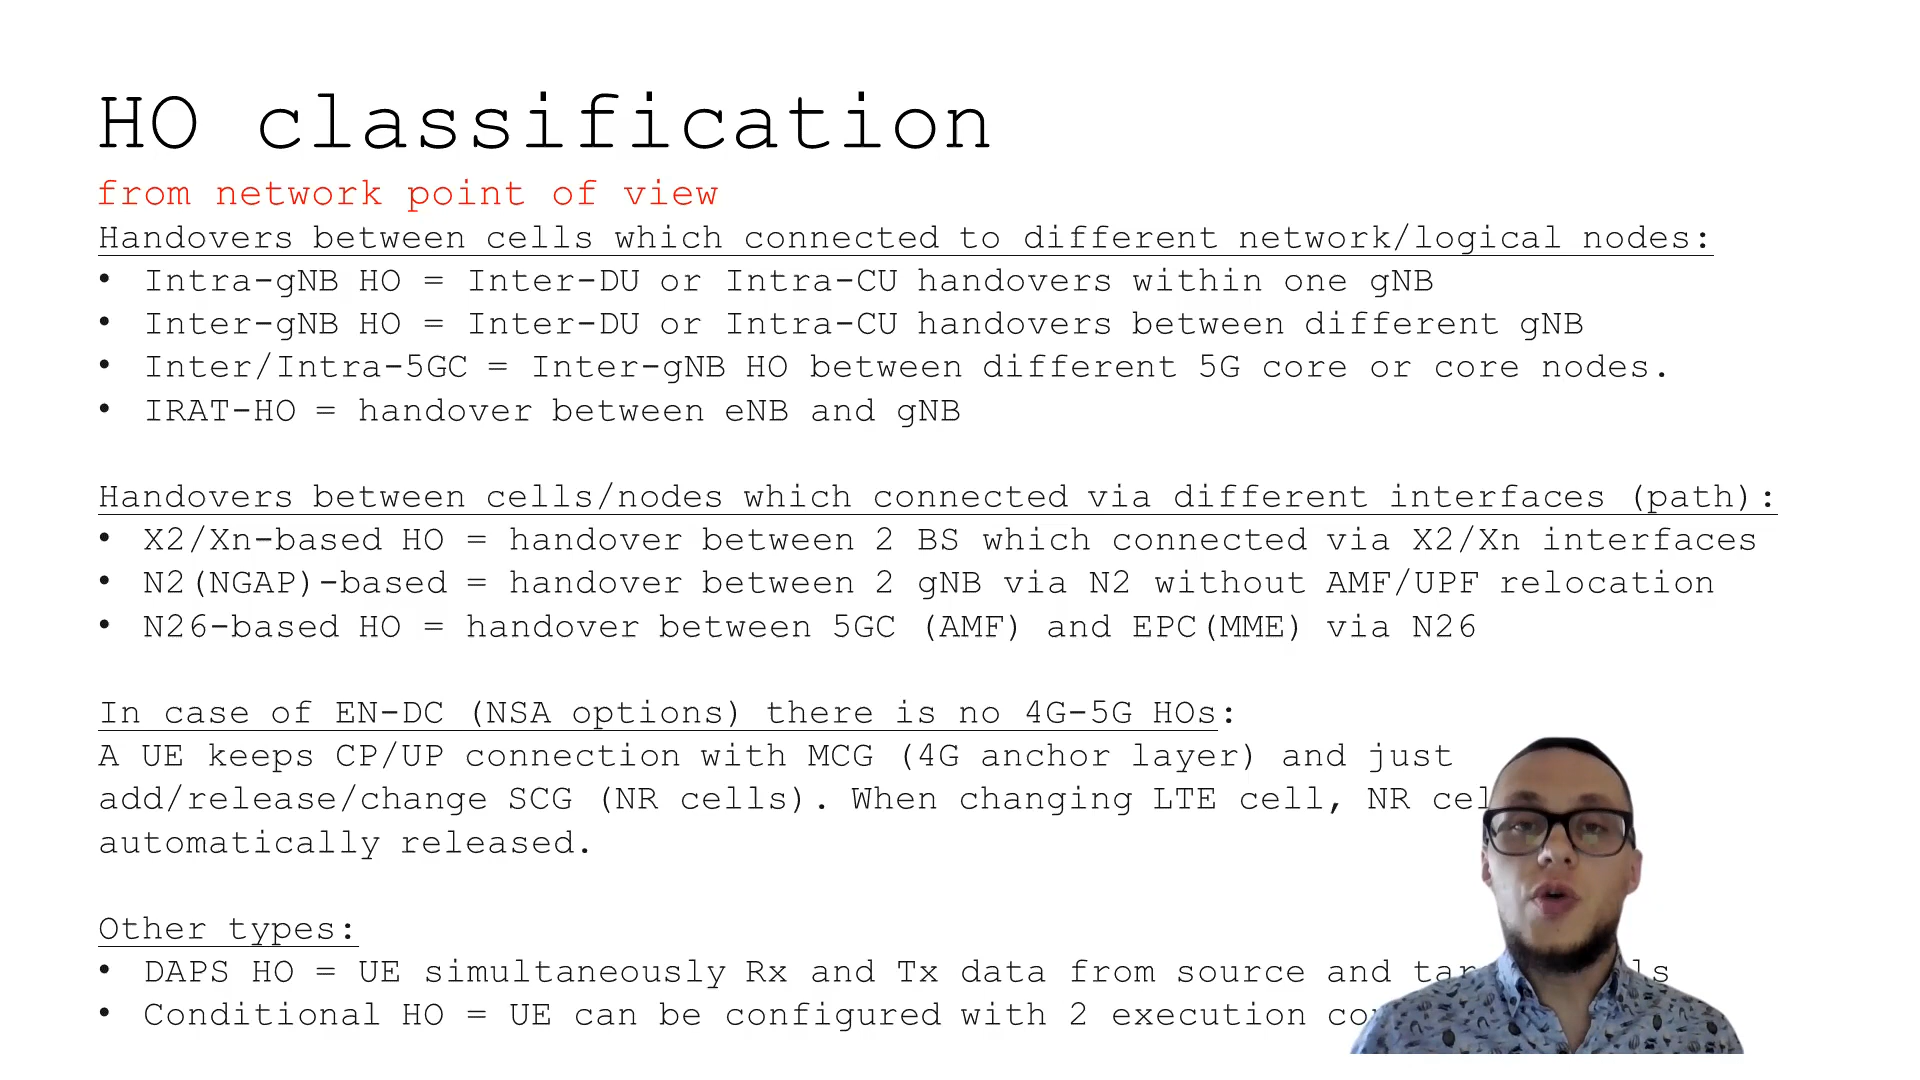 HO classification
from network point of view
Handovers between cells which connected to different network/logical nodes:
• Intra-gNB HO = Inter-DU or Intra-CU handovers within one gNB
• Inter-gNB HO = Inter-DU or Intra-CU handovers between different gNB
• Inter/Intra-5GC = Inter-gNB HO between different 5G core or core nodes.
• IRAT-HO = handover between eNB and gNB
Handovers between cells/nodes which connected via different interfaces (path):
• X2/Xn-based HO = handover between 2 BS which connected via X2/Xn interfaces
• N2(NGAP)-based = handover between 2 gNB via N2 without AMF/UPF relocation
• N26-based HO = handover between 5GC (AMF) and EPC(MME) via N26
In case of EN-DC (NSA options) there is no 4G-5G HOs:
A UE keeps CP/UP connection with MCG (4G anchor layer) and just
add/release/change SCG (NR cells). When changing LTE cell, NR
automatically released.
Other types:
• DAPS HO = UE simultaneously Rx and Tx data from source and
• Conditional HO = UE can be configured with 2 execution